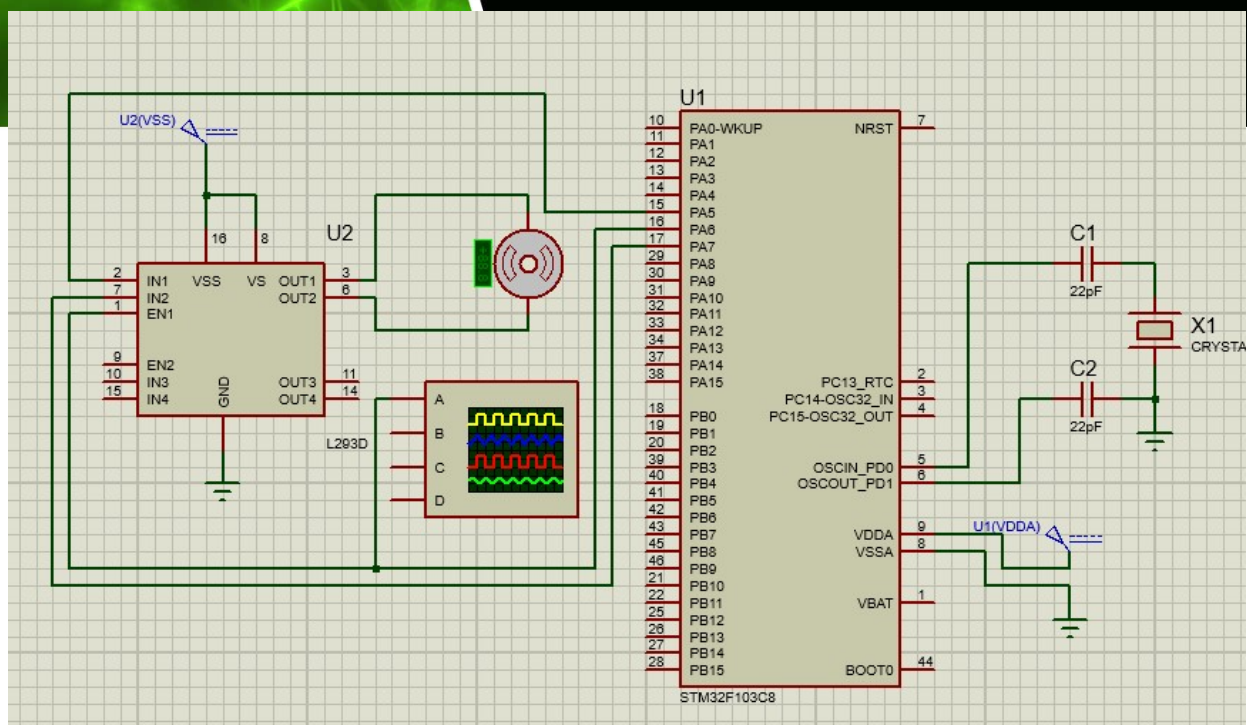 U2(VSS)
U2
16
8
2
IN1
VSS
VS
OUT1
3
7
IN2
OUT2
6
1
EN1
9
EN2
10
IN3
OUT3
11
15
IN4
OUT4
14
GND
L293D
A
B
C
D
U1
10
PA0-WKUP
11
PA1
12
PA2
13
PA3
14
PA4
15
PA5
16
PA6
17
PA7
29
PA8
30
PA9
31
PA10
32
PA11
33
PA12
34
PA13
37
PA14
38
PA15
18
PB0
19
PB1
20
PB2
39
PB3
40
PB4
41
PB5
42
PB6
43
PB7
45
PB8
46
PB9
21
PB10
22
PB11
25
PB12
26
PB13
27
PB14
28
PB15
NRST
7
PC13_RTC
2
PC14-OSC32_IN
3
PC15-OSC32_OUT
4
OSCIN_PD0
5
OSCOUT_PD1
6
VDDA
9
VSSA
8
VBAT
1
BOOT0
44
STM32F103C8
C1
22pF
X1
CRYSTA
C2
22pF
U1(VDDA)